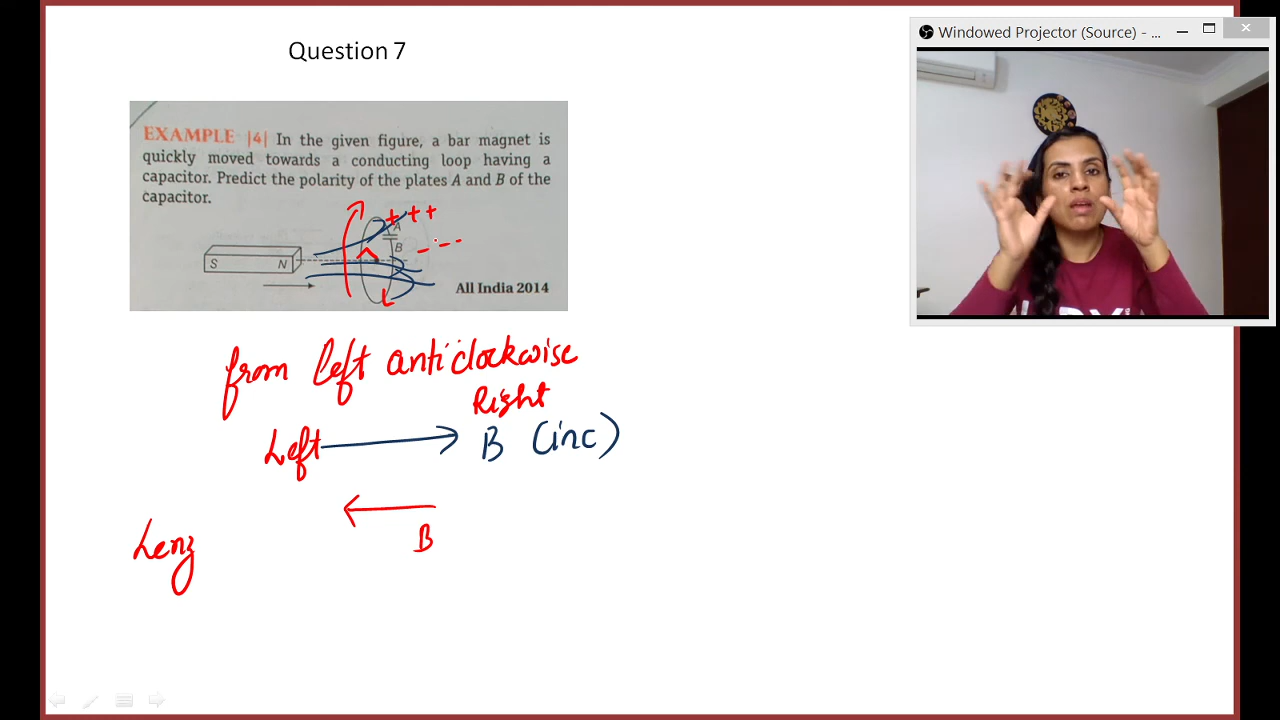 Question 7
Windowed Projector (Source) - ...
EXAMPLE |4| In the given figure, a bar magnet is
quickly moved towards a conducting loop having a
capacitor. Predict the polarity of the plates A and B of the
capacitor.
+ + +
A
B
- - -
S N
All India 2014
from left anticlockwise
Right
Left B (inc)
B
Lenz